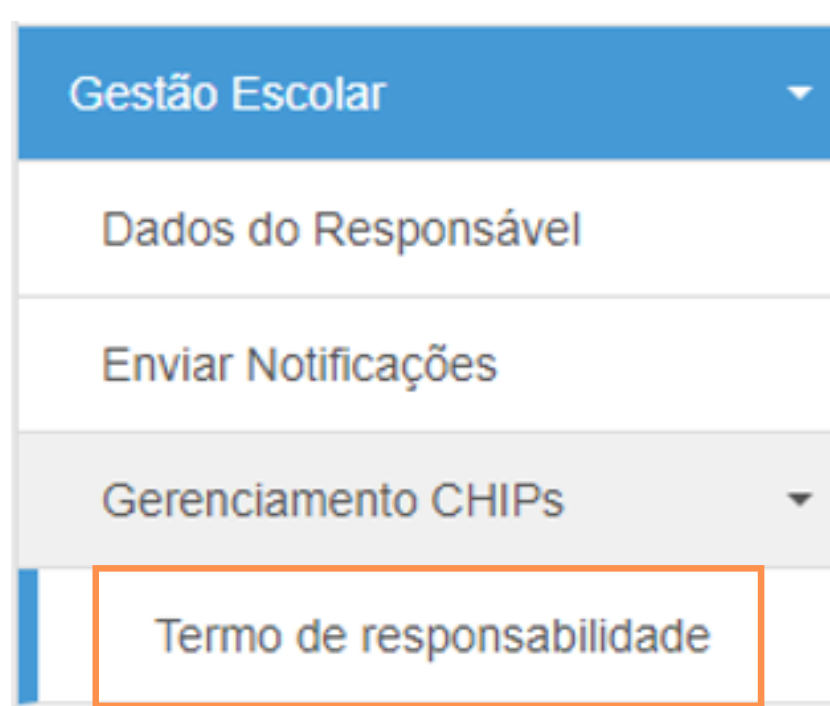 Gestão Escolar
Dados do Responsável
Enviar Notificações
Gerenciamento CHIPs
Termo de responsabilidade